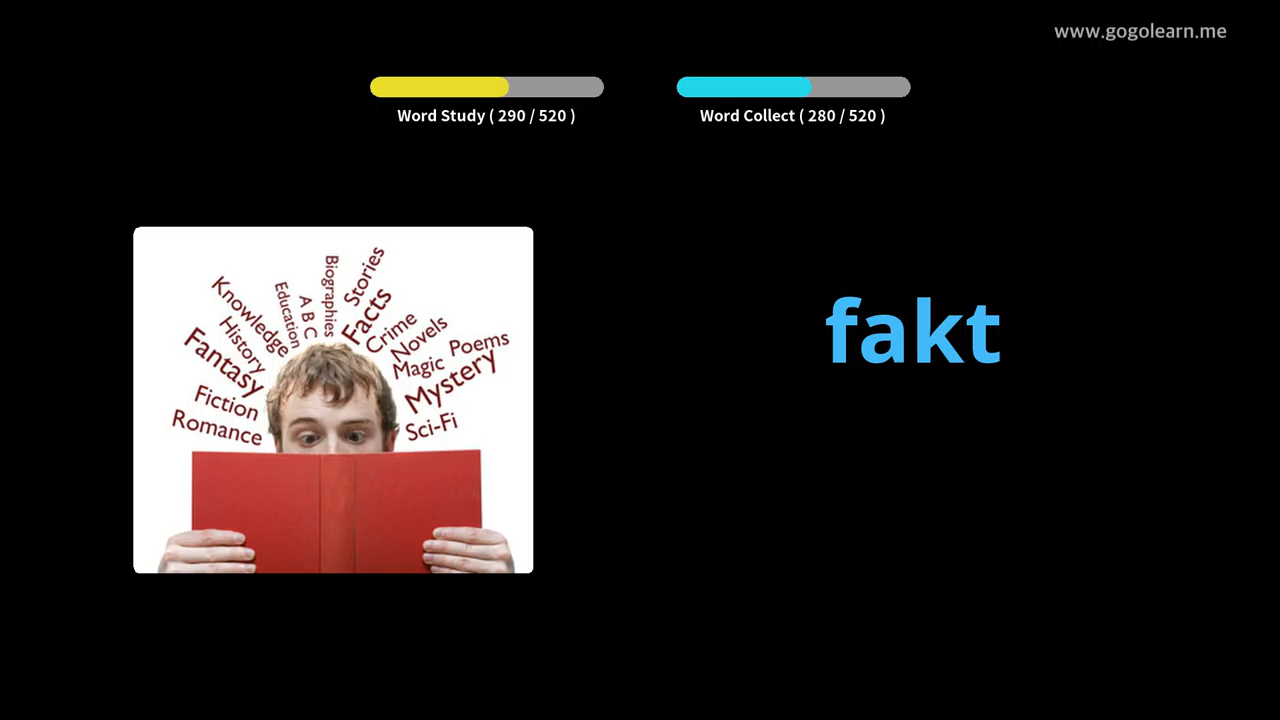 www.gogolearn.me
Word Study ( 290 / 520 )
Word Collect ( 280 / 520 )
fakt
Romance
Fiction
Fantasy
History
Knowledge
Education
A B C
Biographies
Stories
Facts
Crime
Novels
Magic
Poems
Mystery
Sci-Fi